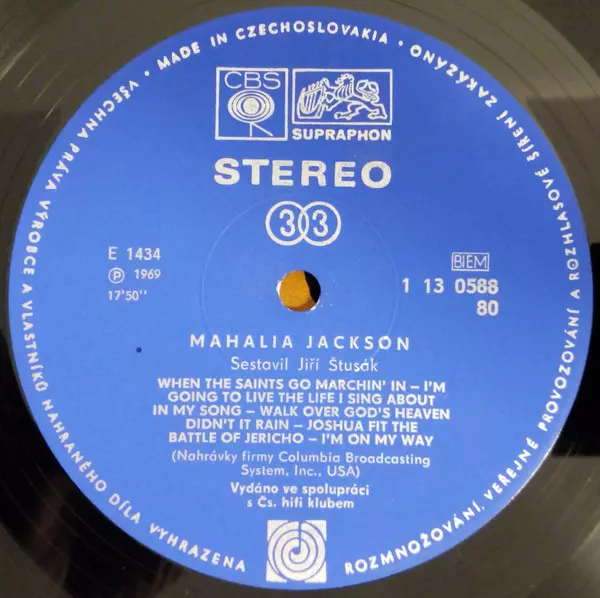 VŠECHNA PRÁVA VÝROBCE A VLASTNÍKŮ NAHRANÉHO DÍLA VYHRAZENA
• MADE IN CZECHOSLOVAKIA •
ROZMNOŽOVÁNÍ, VEŘEJNÉ PROVOZOVÁNÍ A ROZHLASOVÉ ŠÍŘENÍ ZAKÁZÁNO
CBS
SUPRAPHON
STEREO
33
E 1434
Ⓟ 1969
17'50''
BIEM
1 13 0588
80
MAHALIA JACKSON
Sestavil Jiří Štusák
WHEN THE SAINTS GO MARCHIN' IN – I'M
GOING TO LIVE THE LIFE I SING ABOUT
IN MY SONG – WALK OVER GOD'S HEAVEN
DIDN'T IT RAIN – JOSHUA FIT THE
BATTLE OF JERICHO – I'M ON MY WAY
(Nahrávky firmy Columbia Broadcasting
System, Inc., USA)
Vydáno ve spolupráci
s Čs. hifi klubem